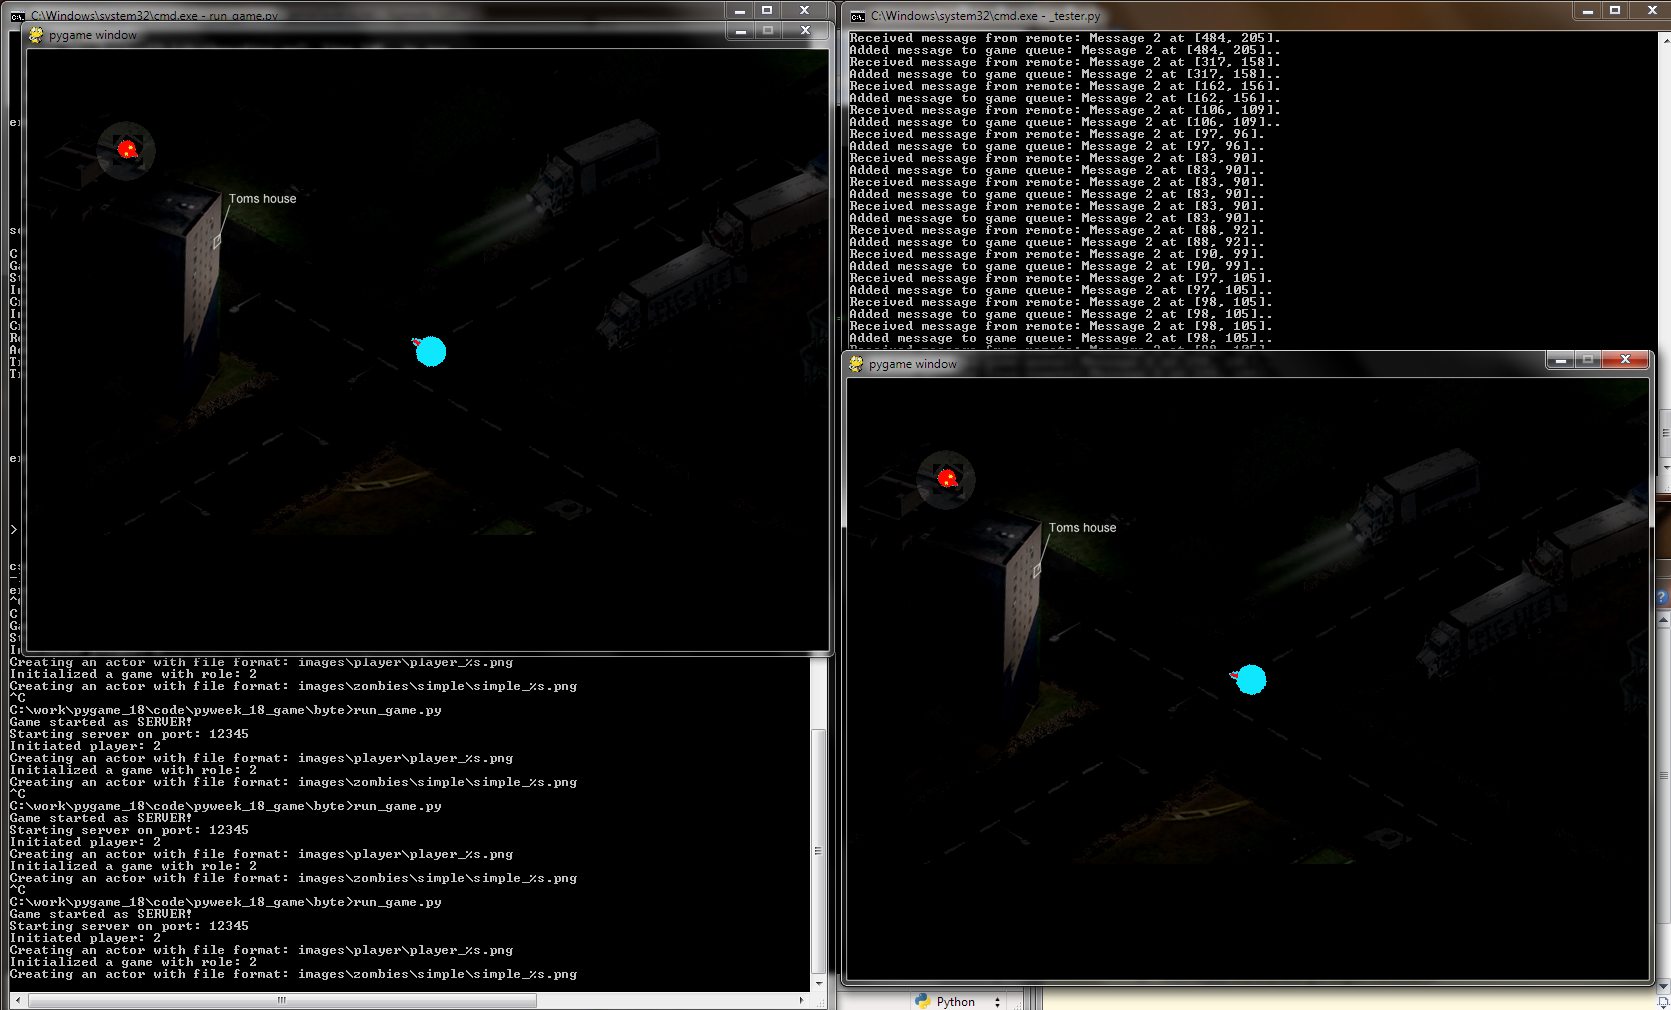 C:\Windows\system32\cmd.exe - run_game.py
pygame window
Toms house
Creating an actor with file format: images\player\player_%s.png
Initialized a game with role: 2
Creating an actor with file format: images\zombies\simple\simple_%s.png
^C
C:\work\pygame_18\code\pyweek_18_game\byte>run_game.py
Game started as SERVER!
Starting server on port: 12345
Initiated player: 2
Creating an actor with file format: images\player\player_%s.png
Initialized a game with role: 2
Creating an actor with file format: images\zombies\simple\simple_%s.png
^C
C:\work\pygame_18\code\pyweek_18_game\byte>run_game.py
Game started as SERVER!
Starting server on port: 12345
Initiated player: 2
Creating an actor with file format: images\player\player_%s.png
Initialized a game with role: 2
Creating an actor with file format: images\zombies\simple\simple_%s.png
^C
C:\work\pygame_18\code\pyweek_18_game\byte>run_game.py
Game started as SERVER!
Starting server on port: 12345
Initiated player: 2
Creating an actor with file format: images\player\player_%s.png
Initialized a game with role: 2
Creating an actor with file format: images\zombies\simple\simple_%s.png
C:\Windows\system32\cmd.exe - _tester.py
Received message from remote: Message 2 at [484, 205].
Added message to game queue: Message 2 at [484, 205]..
Received message from remote: Message 2 at [317, 158].
Added message to game queue: Message 2 at [317, 158]..
Received message from remote: Message 2 at [162, 156].
Added message to game queue: Message 2 at [162, 156]..
Received message from remote: Message 2 at [106, 109].
Added message to game queue: Message 2 at [106, 109]..
Received message from remote: Message 2 at [97, 96].
Added message to game queue: Message 2 at [97, 96]..
Received message from remote: Message 2 at [83, 90].
Added message to game queue: Message 2 at [83, 90]..
Received message from remote: Message 2 at [83, 90].
Added message to game queue: Message 2 at [83, 90]..
Received message from remote: Message 2 at [83, 90].
Added message to game queue: Message 2 at [83, 90]..
Received message from remote: Message 2 at [88, 92].
Added message to game queue: Message 2 at [88, 92]..
Received message from remote: Message 2 at [90, 99].
Added message to game queue: Message 2 at [90, 99]..
Received message from remote: Message 2 at [97, 105].
Added message to game queue: Message 2 at [97, 105]..
Received message from remote: Message 2 at [98, 105].
Added message to game queue: Message 2 at [98, 105]..
Received message from remote: Message 2 at [98, 105].
Added message to game queue: Message 2 at [98, 105]..
pygame window
Toms house
Python